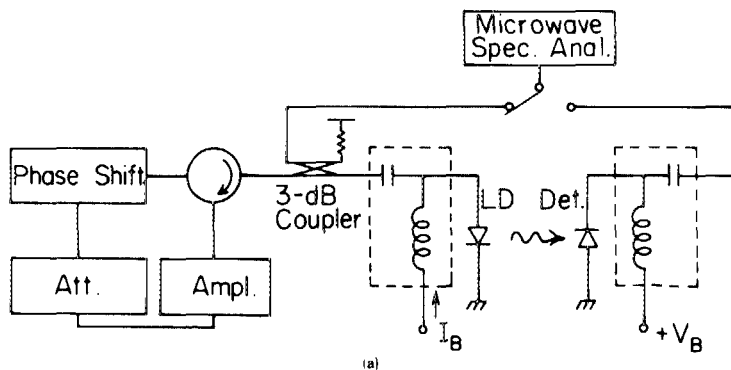 Microwave
Spec. Anal.
Phase Shift.
3-dB
Coupler
LD Det.
Att.
Ampl.
I_B
+V_B
(a)